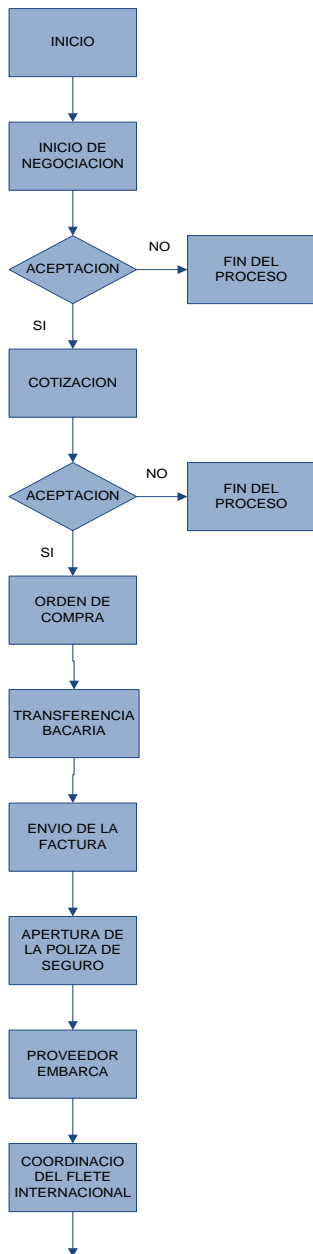 INICIO
INICIO DE
NEGOCIACION
ACEPTACION
NO
FIN DEL
PROCESO
SI
COTIZACION
ACEPTACION
NO
FIN DEL
PROCESO
SI
ORDEN DE
COMPRA
TRANSFERENCIA
BACARIA
ENVIO DE LA
FACTURA
APERTURA DE
LA POLIZA DE
SEGURO
PROVEEDOR
EMBARCA
COORDINACIO
DEL FLETE
INTERNACIONAL